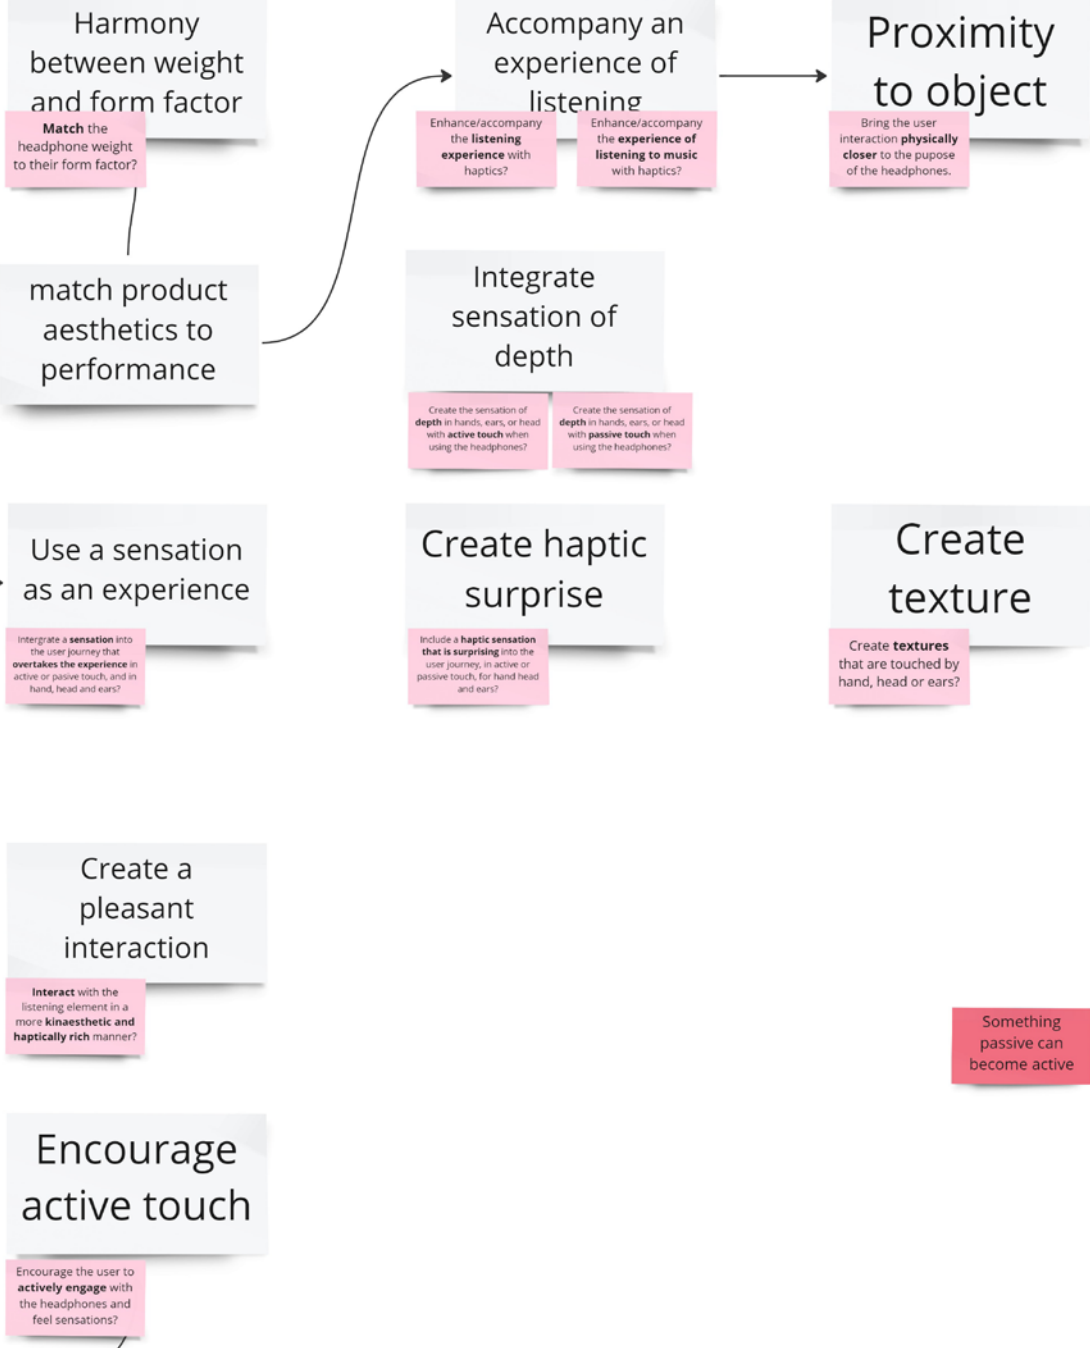 Harmony
between weight
and form factor
Match the
headphone weight
to their form factor?
Accompany an
experience of
listening
Enhance/accompany
the listening
experience with
haptics?
Enhance/accompany
the experience of
listening to music
with haptics?
Proximity
to object
Bring the user
interaction physically
closer to the pupose
of the headphones.
match product
aesthetics to
performance
Integrate
sensation of
depth
Create the sensation of
depth in hands, ears, or head
with active touch when
using the headphones?
Create the sensation of
depth in hands, ears, or head
with passive touch when
using the headphones?
Use a sensation
as an experience
Intergrate a sensation into
the user journey that
overtakes the experience in
active or pasive touch, and in
hand, head and ears?
Create haptic
surprise
Include a haptic sensation
that is surprising into the
user journey, in active or
passive touch, for hand head
and ears?
Create
texture
Create textures
that are touched by
hand, head or ears?
Create a
pleasant
interaction
Interact with the
listening element in a
more kinaesthetic and
haptically rich manner?
Something
passive can
become active
Encourage
active touch
Encourage the user to
actively engage with
the headphones and
feel sensations?